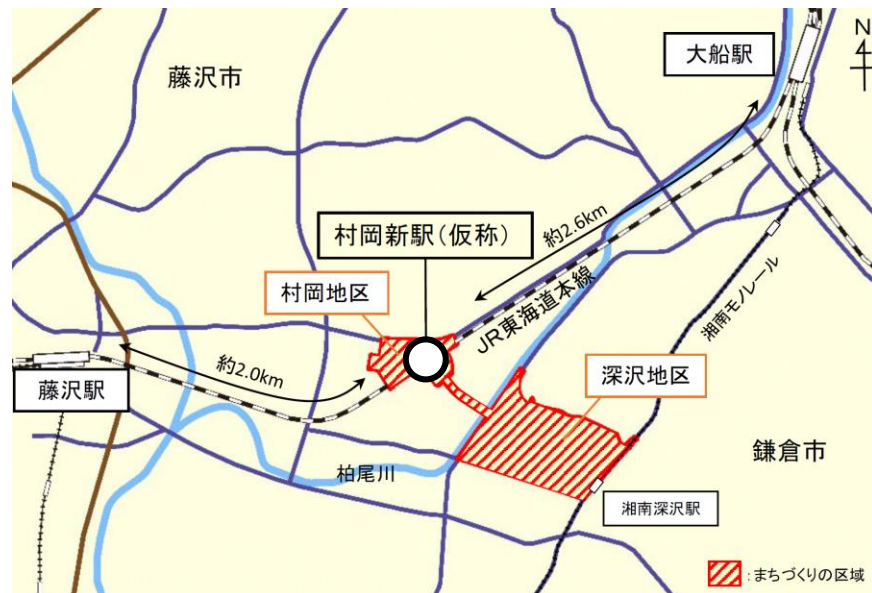 N
大船駅
藤沢市
村岡新駅（仮称）
約2.6km
村岡地区
JR東海道本線
湘南モノレール
約2.0km
藤沢駅
深沢地区
鎌倉市
柏尾川
湘南深沢駅
：まちづくりの区域